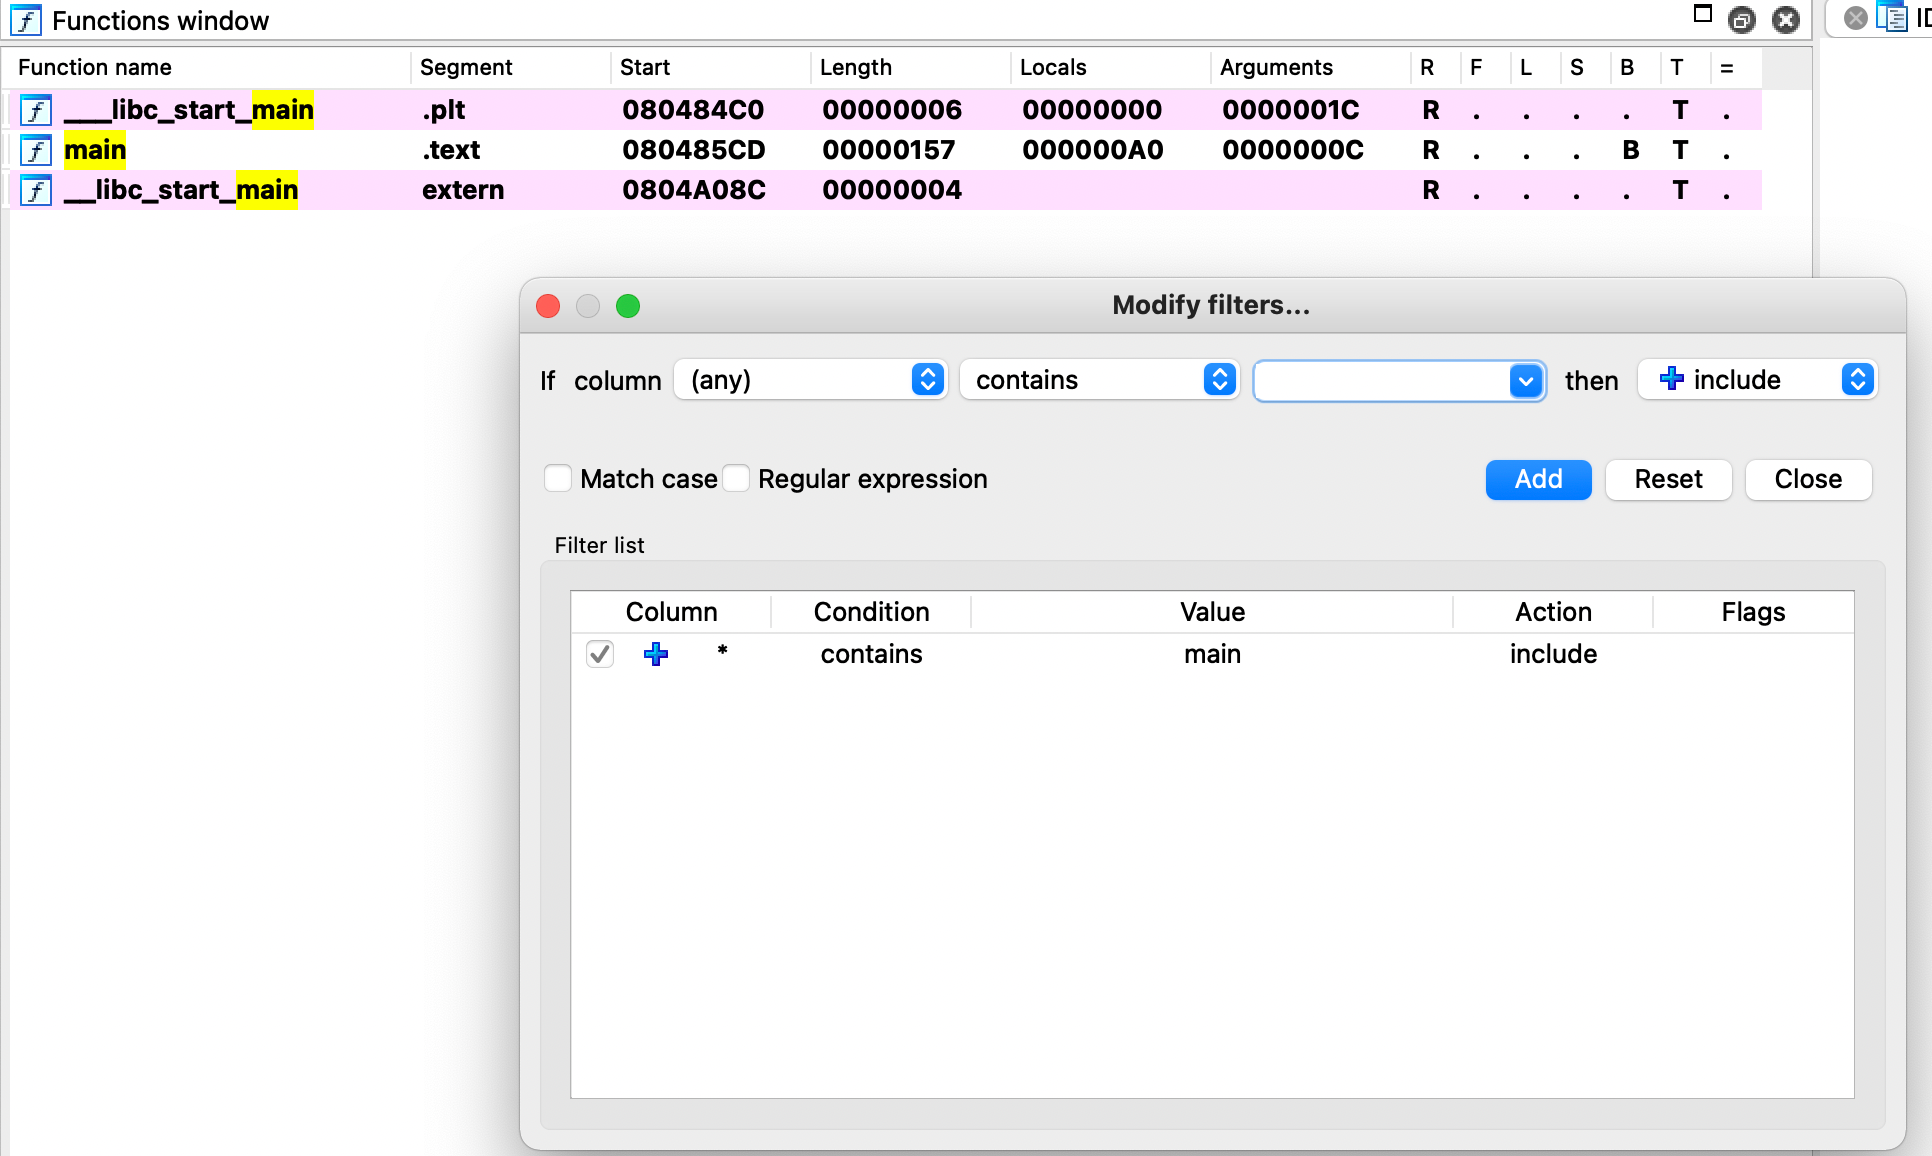 Functions window
ID
Function name Segment Start Length Locals Arguments R F L S B T =
___libc_start_main .plt 080484C0 00000006 00000000 0000001C R . . . . T .
main .text 080485CD 00000157 000000A0 0000000C R . . . B T .
__libc_start_main extern 0804A08C 00000004 R . . . . T .
Modify filters...
If column (any) contains then include
Match case Regular expression Add Reset Close
Filter list
Column Condition Value Action Flags
* contains main include